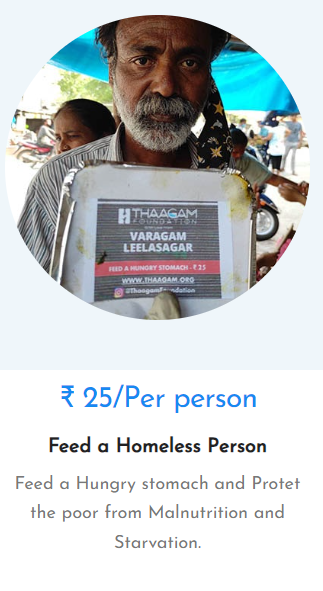 THAAGAM
FOUNDATION
VARAGAM
LEELASAGAR
FEED A HUNGRY STOMACH - ₹ 25
WWW.THAAGAM.ORG
@ThaagamFoundation
₹ 25/Per person
Feed a Homeless Person
Feed a Hungry stomach and Protet
the poor from Malnutrition and
Starvation.